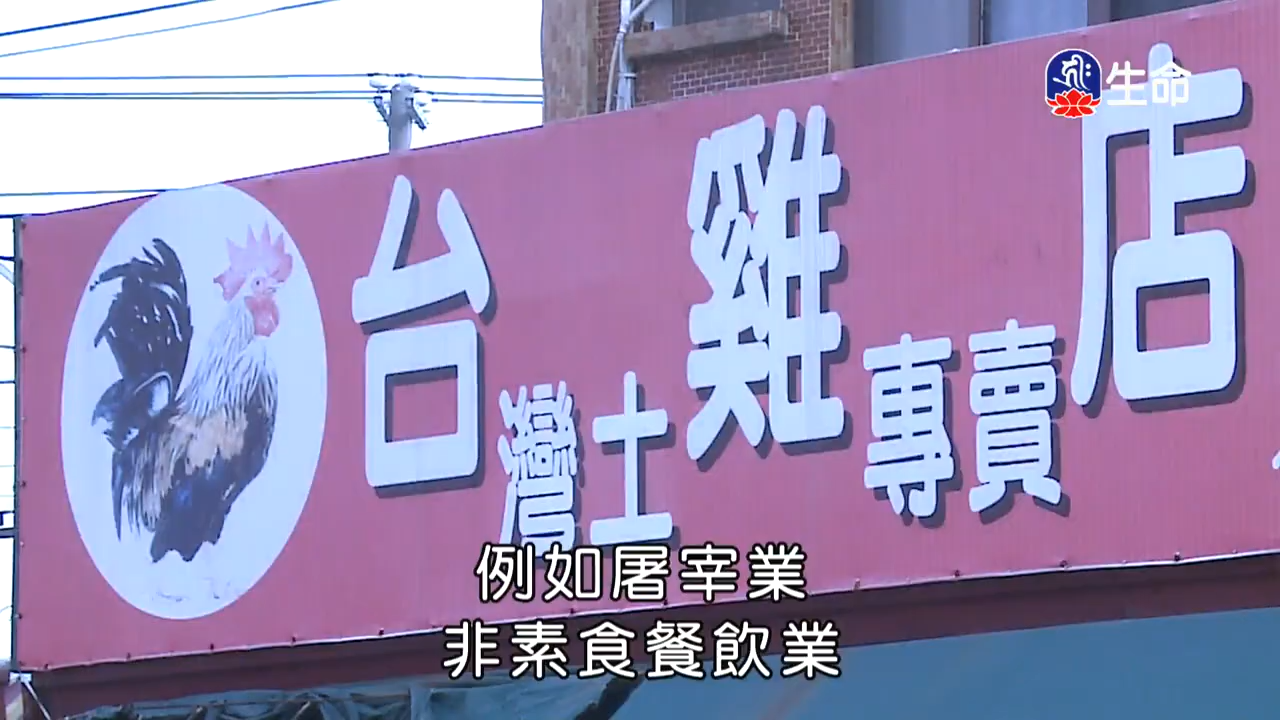 生命
台灣土雞專賣店
例如屠宰業
非素食餐飲業